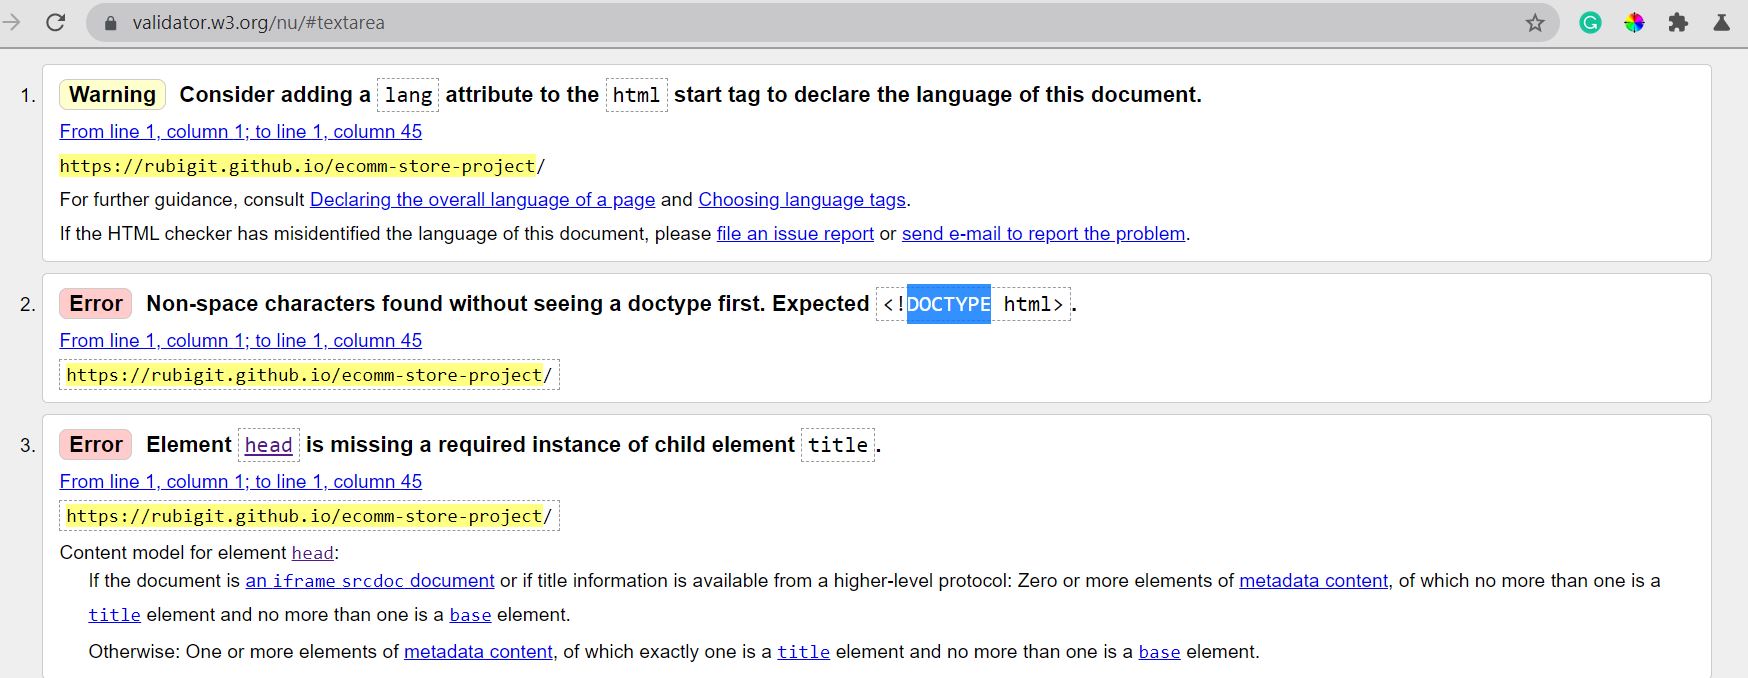 validator.w3.org/nu/#textarea
1. Warning Consider adding a lang attribute to the html start tag to declare the language of this document.
From line 1, column 1; to line 1, column 45
https://rubigit.github.io/ecomm-store-project/
For further guidance, consult Declaring the overall language of a page and Choosing language tags.
If the HTML checker has misidentified the language of this document, please file an issue report or send e-mail to report the problem.
2. Error Non-space characters found without seeing a doctype first. Expected <!DOCTYPE html>.
From line 1, column 1; to line 1, column 45
https://rubigit.github.io/ecomm-store-project/
3. Error Element head is missing a required instance of child element title.
From line 1, column 1; to line 1, column 45
https://rubigit.github.io/ecomm-store-project/
Content model for element head:
If the document is an iframe srcdoc document or if title information is available from a higher-level protocol: Zero or more elements of metadata content, of which no more than one is a
title element and no more than one is a base element.
Otherwise: One or more elements of metadata content, of which exactly one is a title element and no more than one is a base element.